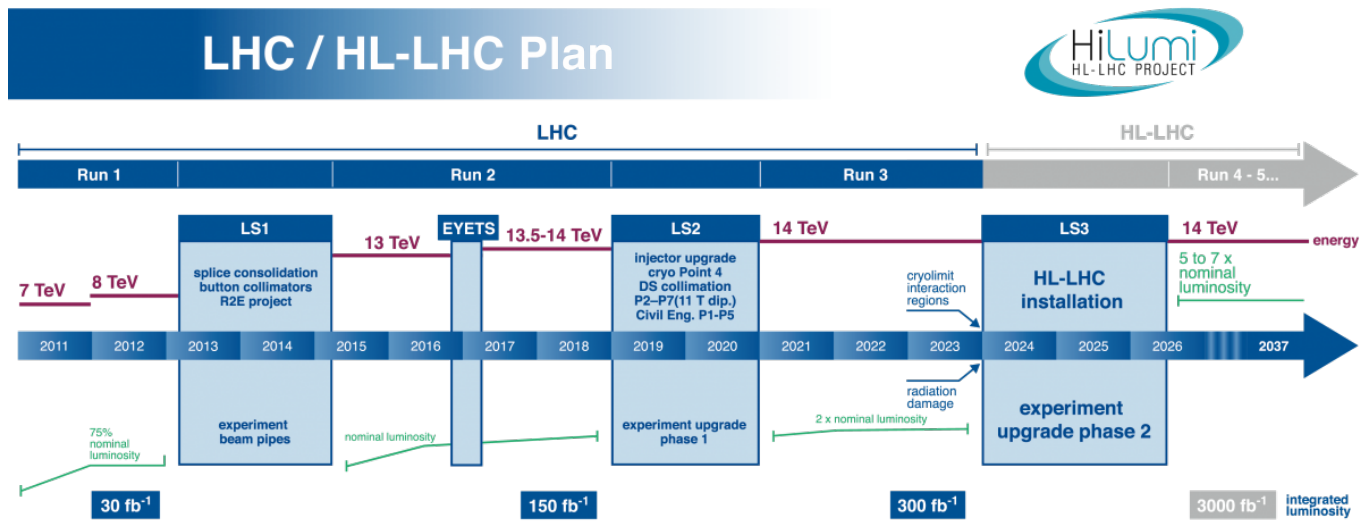 LHC / HL-LHC Plan
HiLumi
HL-LHC PROJECT
LHC
HL-LHC
Run 1
Run 2
Run 3
Run 4 - 5...
LS1
EYETS
LS2
LS3
13 TeV
13.5-14 TeV
14 TeV
14 TeV
energy
7 TeV
8 TeV
splice consolidation
button collimators
R2E project
injector upgrade
cryo Point 4
DS collimation
P2–P7(11 T dip.)
Civil Eng. P1-P5
cryolimit
interaction
regions
HL-LHC
installation
5 to 7 x
nominal
luminosity
2011
2012
2013
2014
2015
2016
2017
2018
2019
2020
2021
2022
2023
2024
2025
2026
2037
75%
nominal
luminosity
experiment
beam pipes
nominal luminosity
experiment upgrade
phase 1
2 x nominal luminosity
radiation
damage
experiment
upgrade phase 2
30 fb⁻¹
150 fb⁻¹
300 fb⁻¹
3000 fb⁻¹
integrated
luminosity